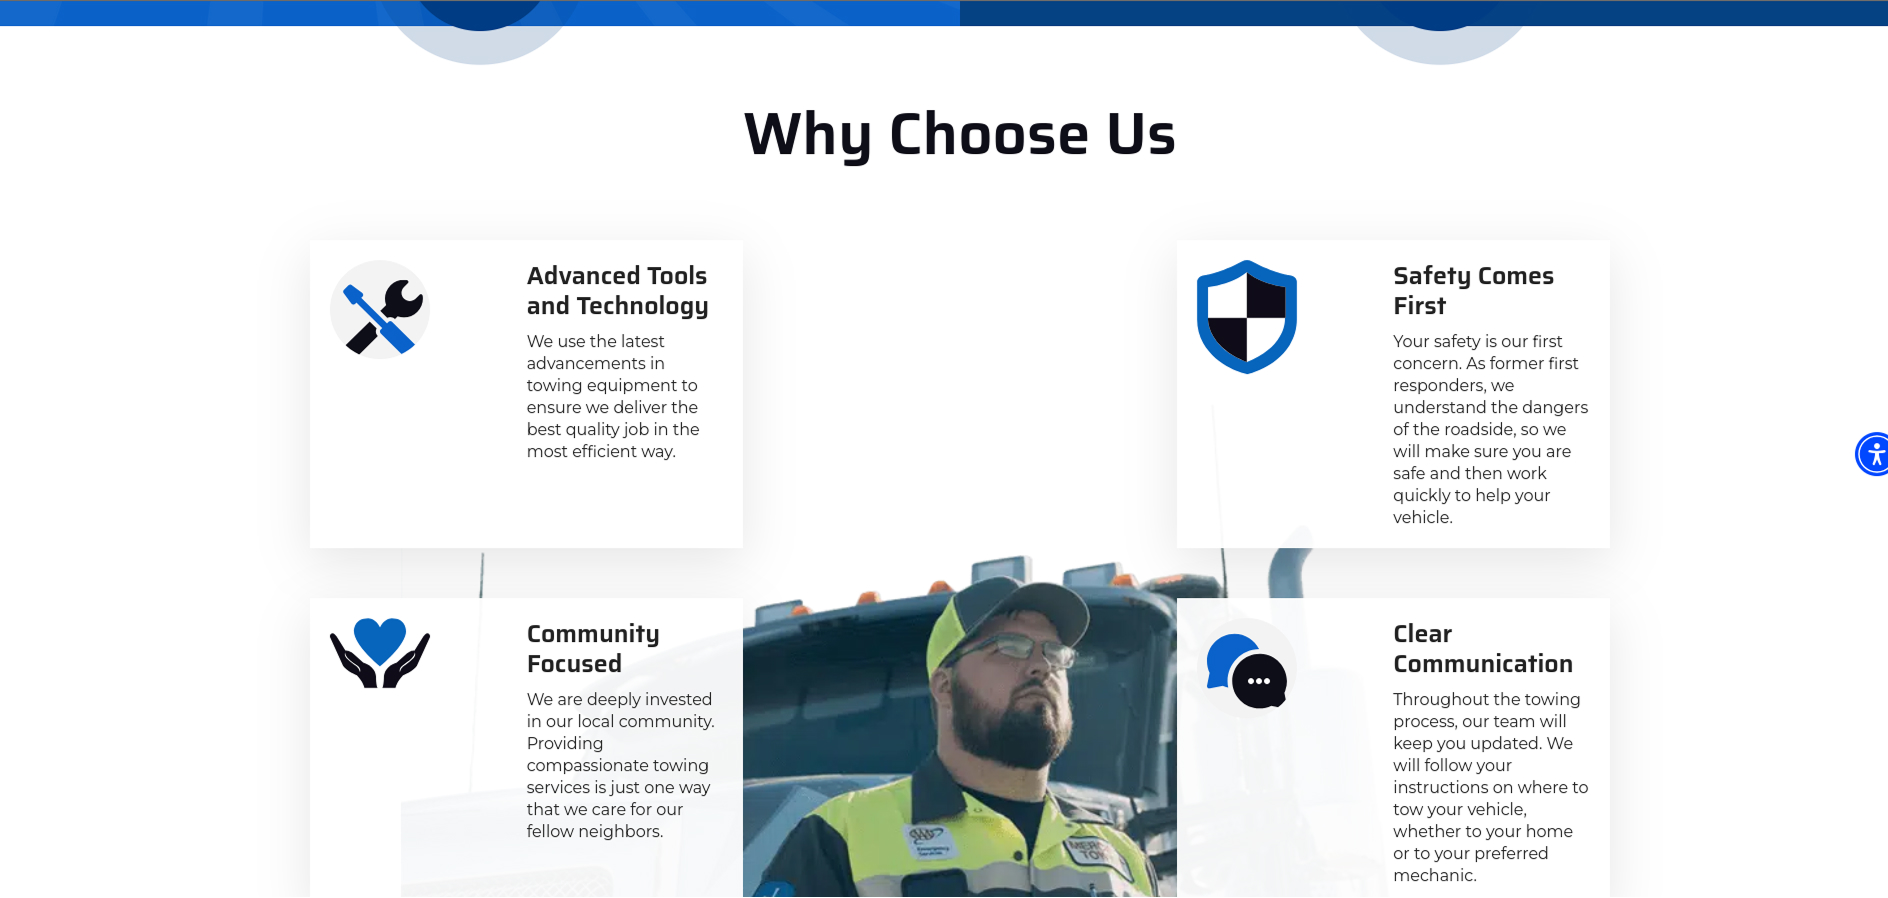 Why Choose Us
Advanced Tools
and Technology
We use the latest
advancements in
towing equipment to
ensure we deliver the
best quality job in the
most efficient way.
Safety Comes
First
Your safety is our first
concern. As former first
responders, we
understand the dangers
of the roadside, so we
will make sure you are
safe and then work
quickly to help your
vehicle.
Community
Focused
We are deeply invested
in our local community.
Providing
compassionate towing
services is just one way
that we care for our
fellow neighbors.
Clear
Communication
Throughout the towing
process, our team will
keep you updated. We
will follow your
instructions on where to
tow your vehicle,
whether to your home
or to your preferred
mechanic.
AAA
Emergency
Services